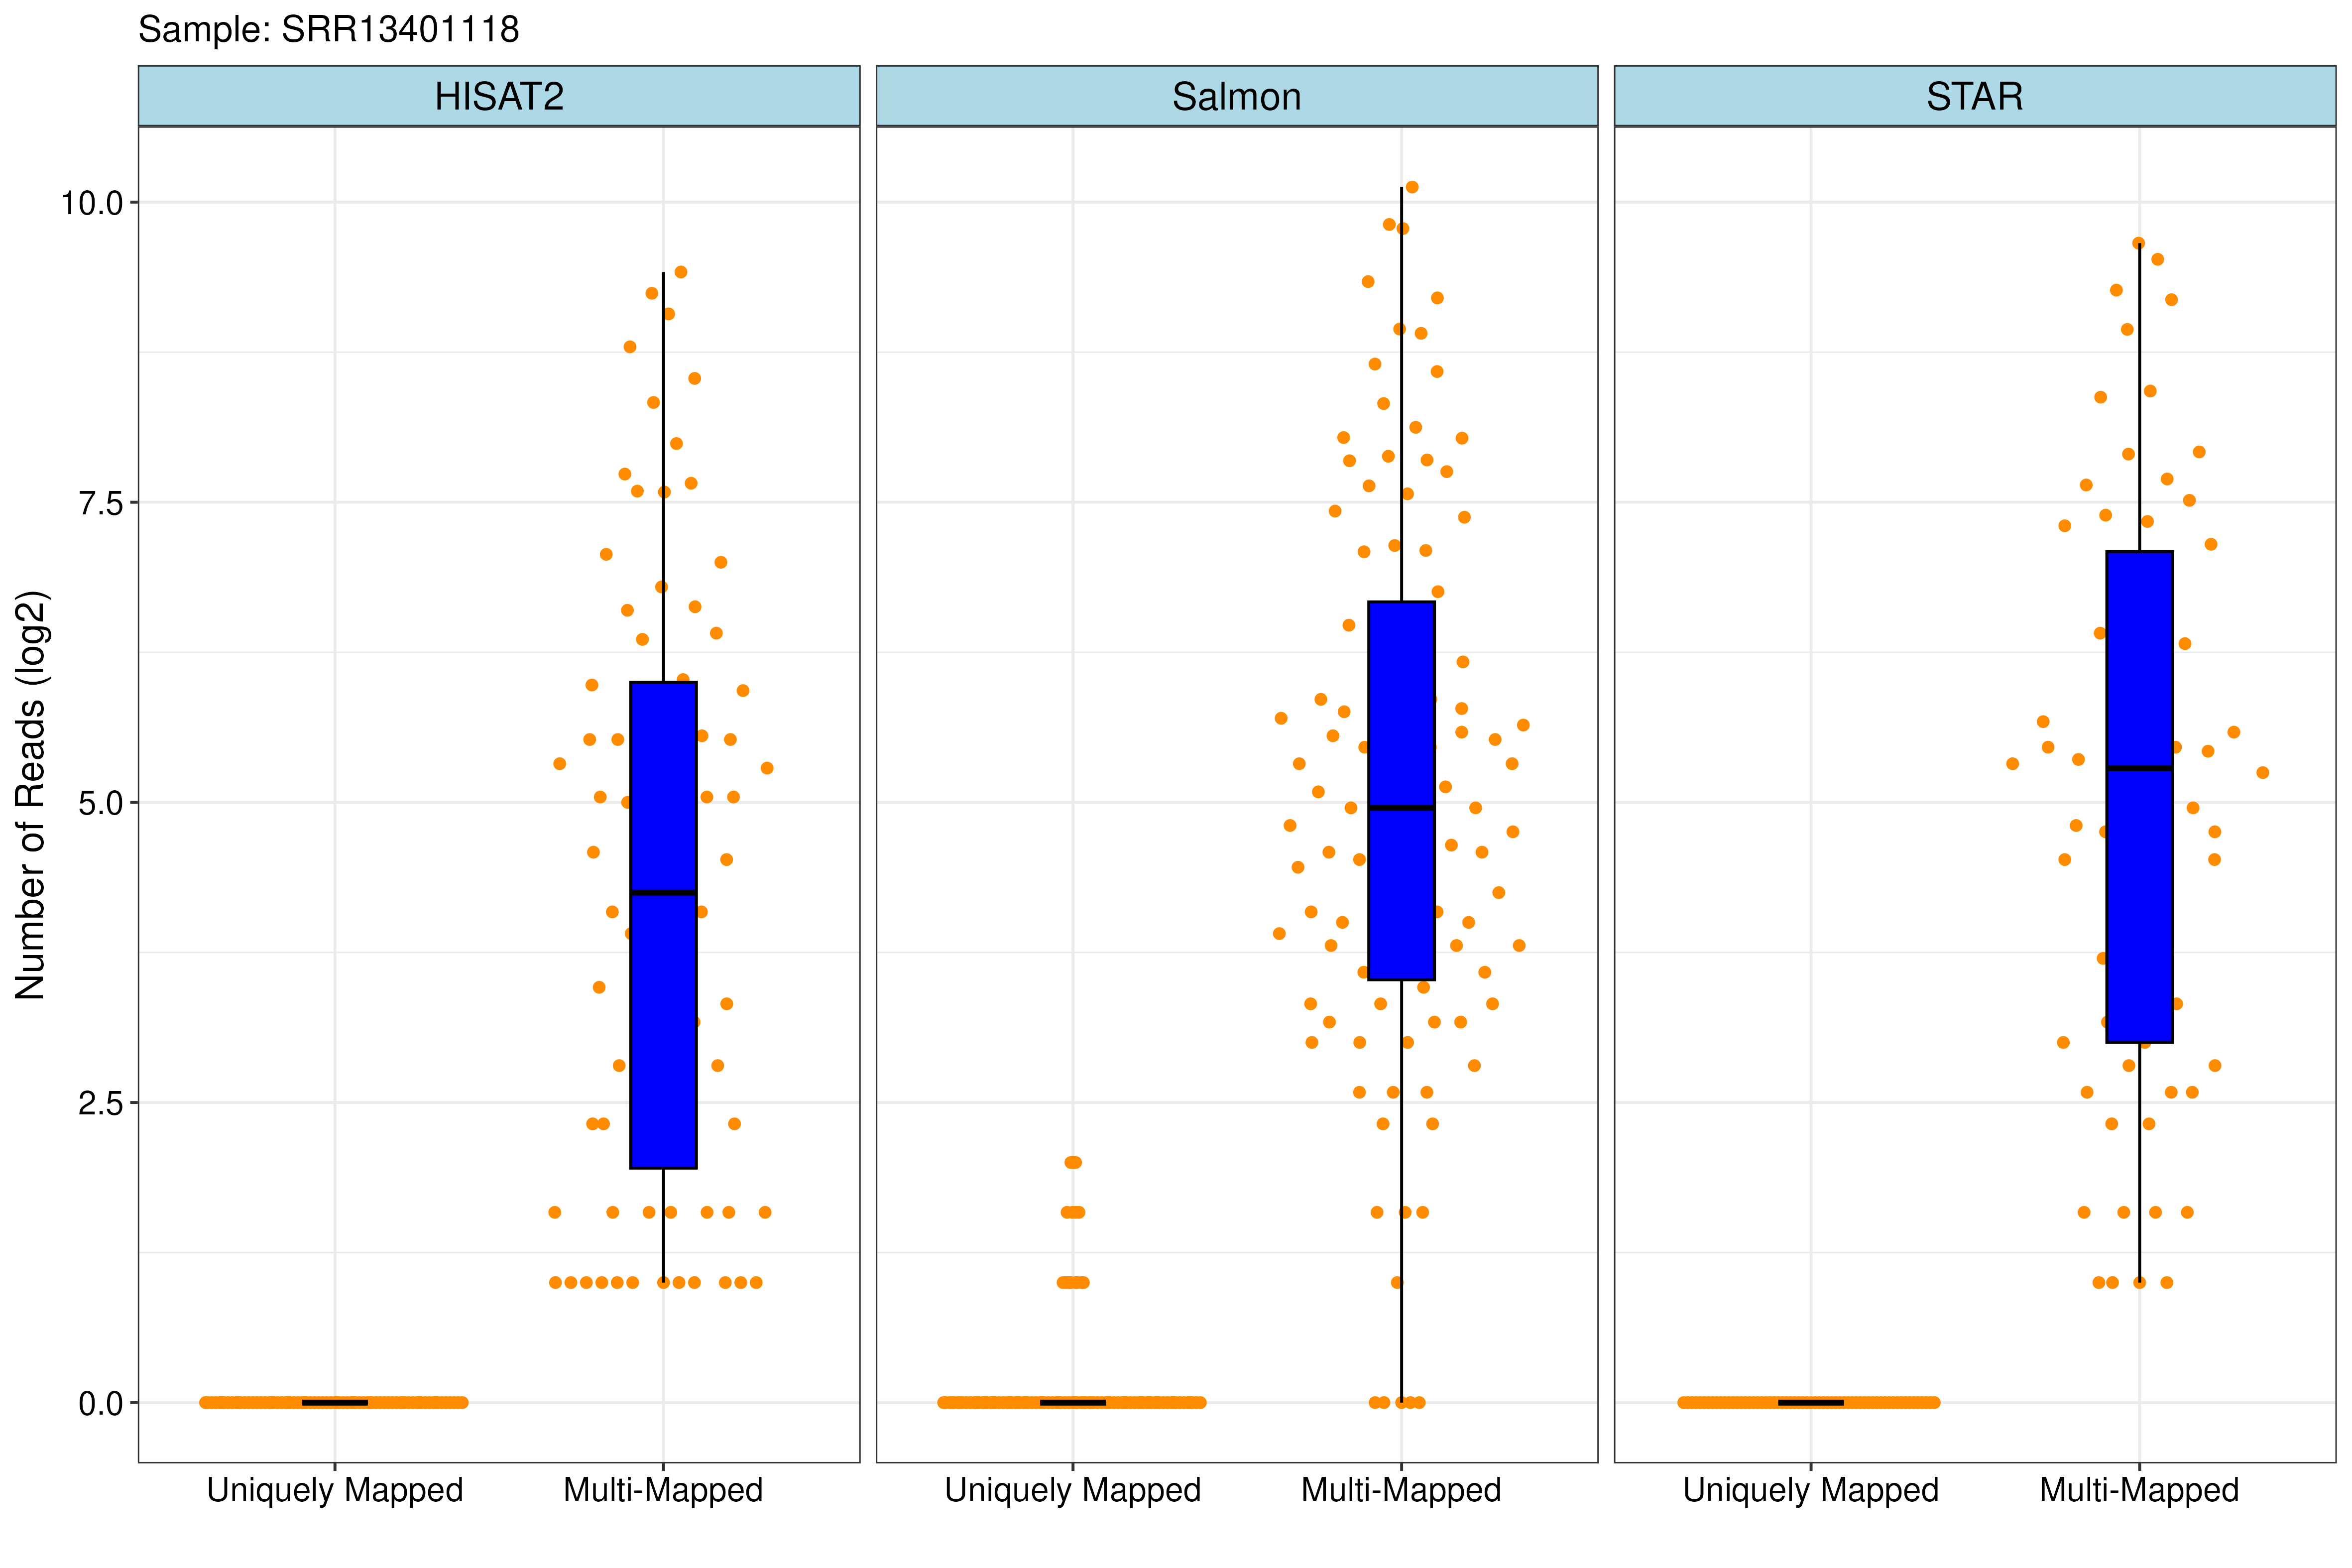 Sample: SRR13401118
HISAT2
Salmon
STAR
Number of Reads (log2)
10.0
7.5
5.0
2.5
0.0
Uniquely Mapped
Multi-Mapped
Uniquely Mapped
Multi-Mapped
Uniquely Mapped
Multi-Mapped